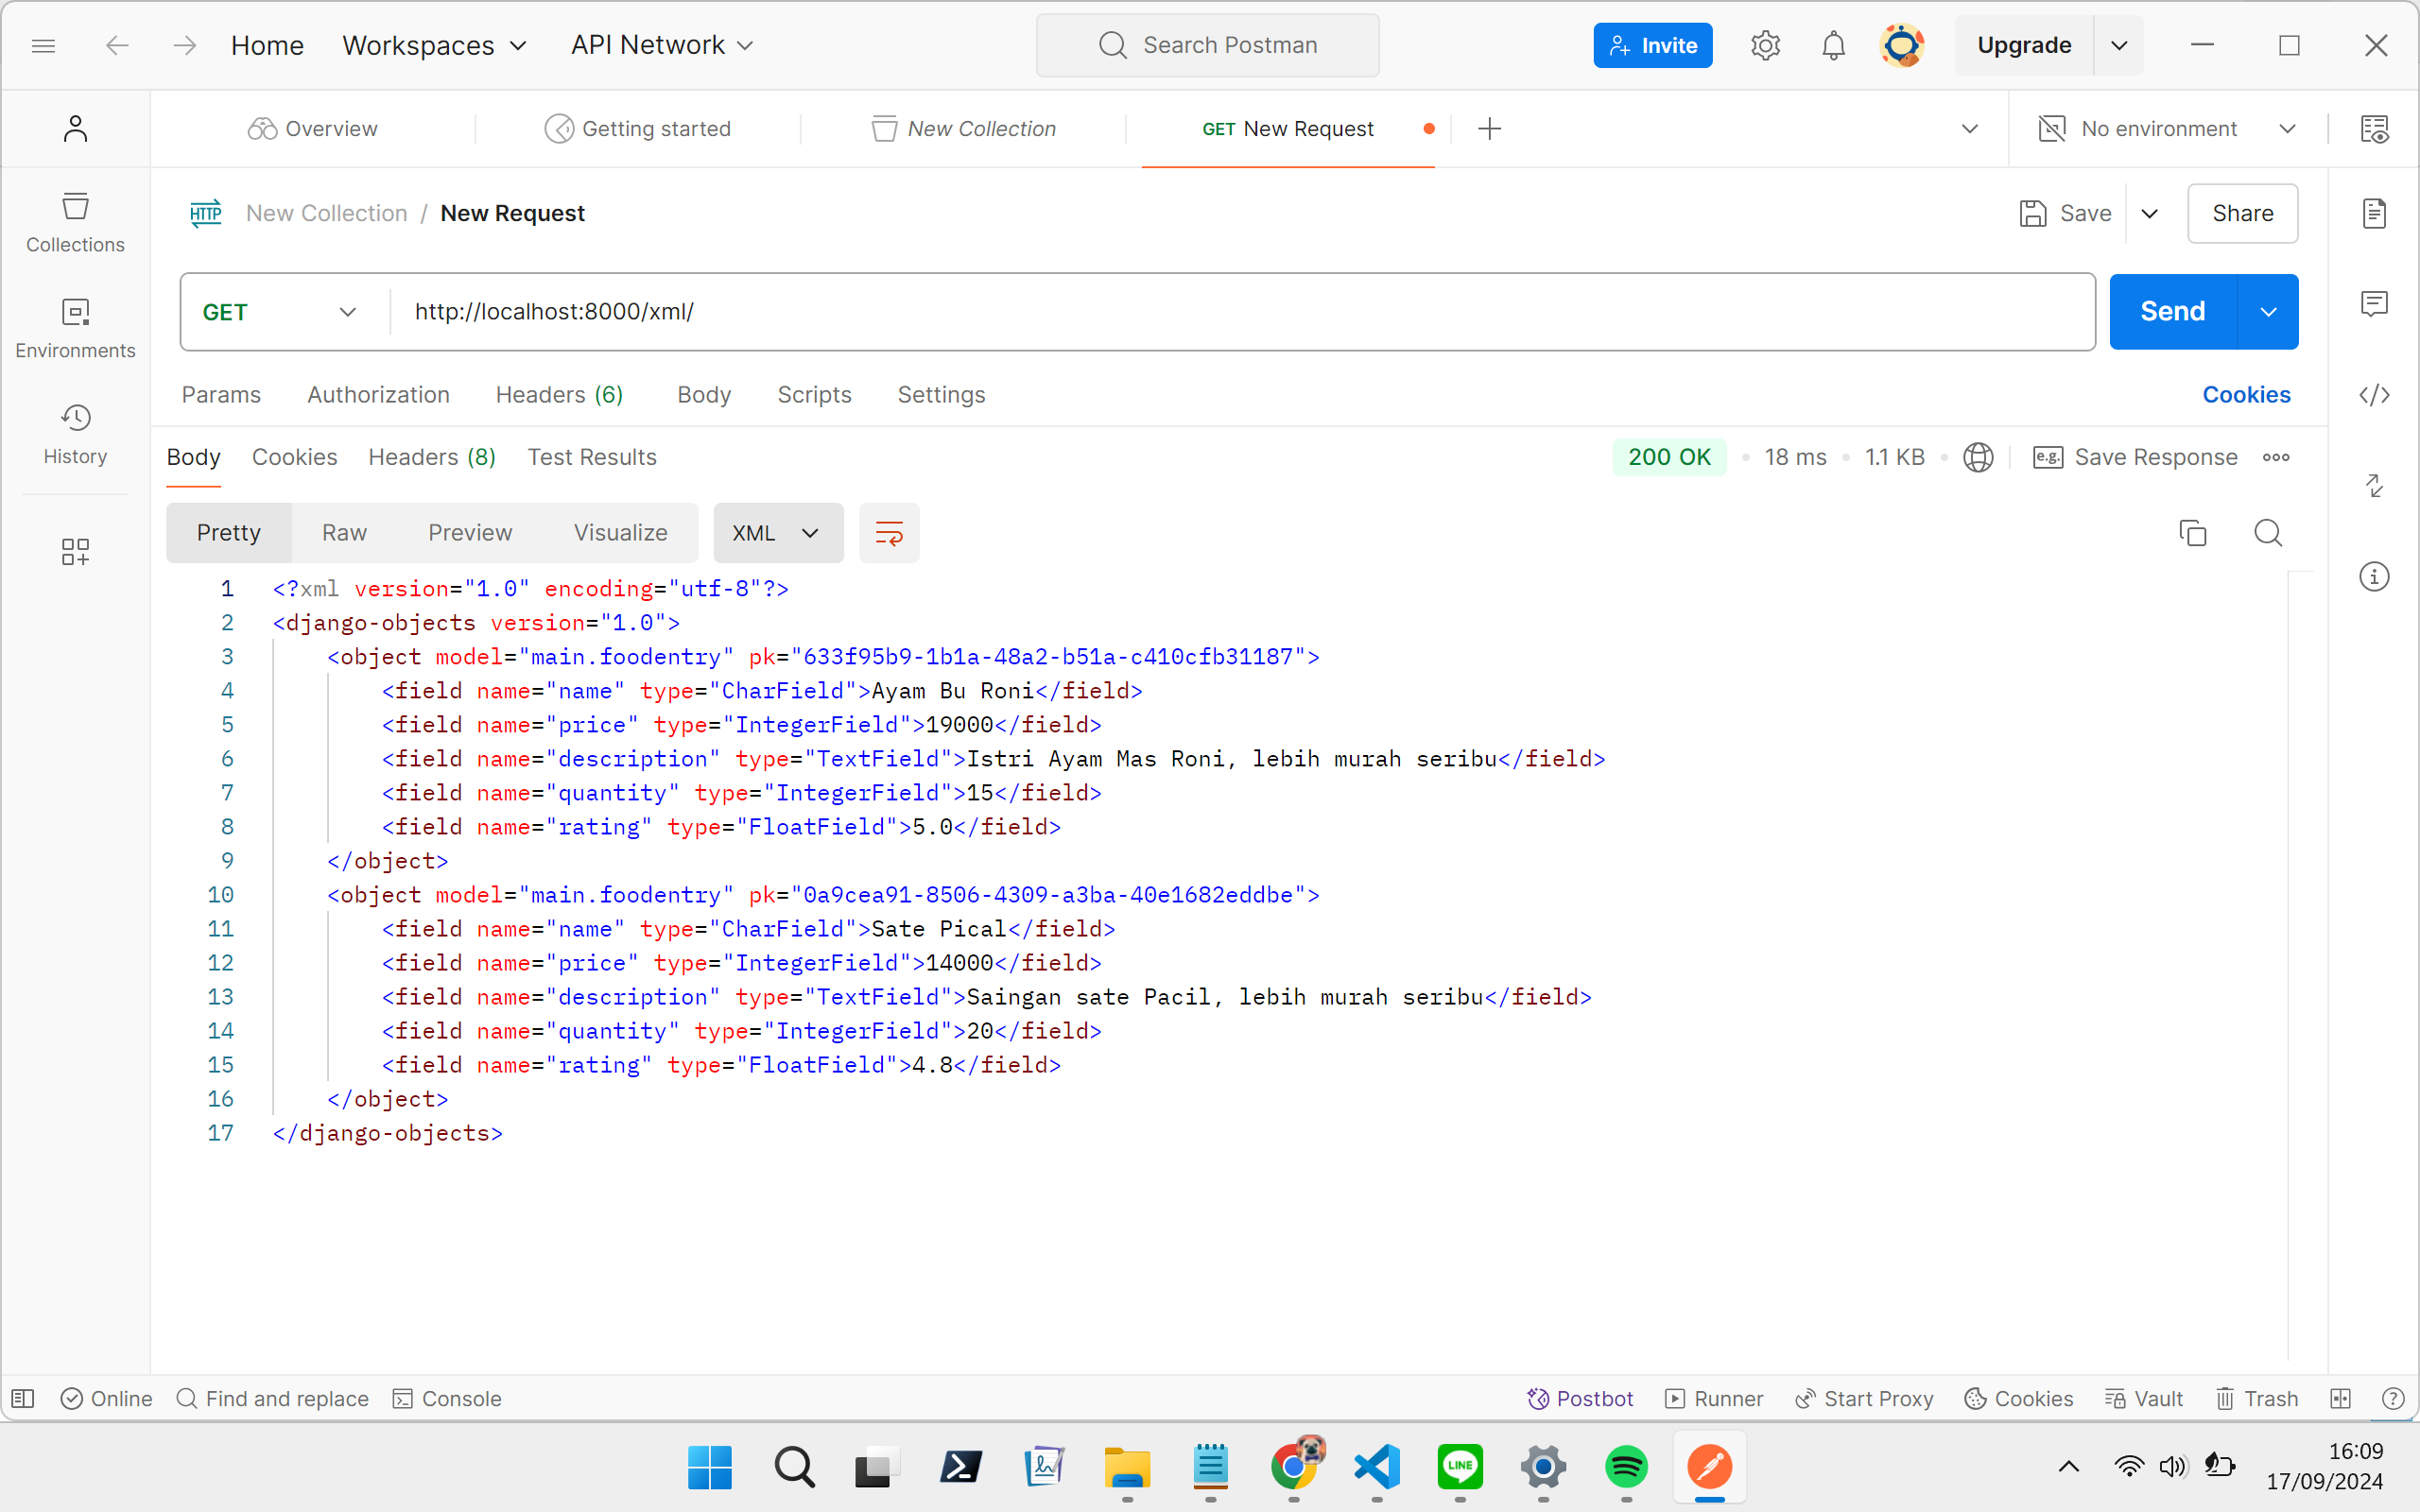 Home Workspaces API Network Search Postman Invite Upgrade
Overview Getting started New Collection GET New Request No environment
HTTP New Collection / New Request Save Share
Collections
GET http://localhost:8000/xml/ Send
Environments
Params Authorization Headers (6) Body Scripts Settings Cookies
History
Body Cookies Headers (8) Test Results 200 OK 18 ms 1.1 KB e.g. Save Response
Pretty Raw Preview Visualize XML
1 <?xml version="1.0" encoding="utf-8"?>
2 <django-objects version="1.0">
3 <object model="main.foodentry" pk="633f95b9-1b1a-48a2-b51a-c410cfb31187">
4 <field name="name" type="CharField">Ayam Bu Roni</field>
5 <field name="price" type="IntegerField">19000</field>
6 <field name="description" type="TextField">Istri Ayam Mas Roni, lebih murah seribu</field>
7 <field name="quantity" type="IntegerField">15</field>
8 <field name="rating" type="FloatField">5.0</field>
9 </object>
10 <object model="main.foodentry" pk="0a9cea91-8506-4309-a3ba-40e1682eddbe">
11 <field name="name" type="CharField">Sate Pical</field>
12 <field name="price" type="IntegerField">14000</field>
13 <field name="description" type="TextField">Saingan sate Pacil, lebih murah seribu</field>
14 <field name="quantity" type="IntegerField">20</field>
15 <field name="rating" type="FloatField">4.8</field>
16 </object>
17 </django-objects>
Online Find and replace Console Postbot Runner Start Proxy Cookies Vault Trash
LINE
16:09
17/09/2024